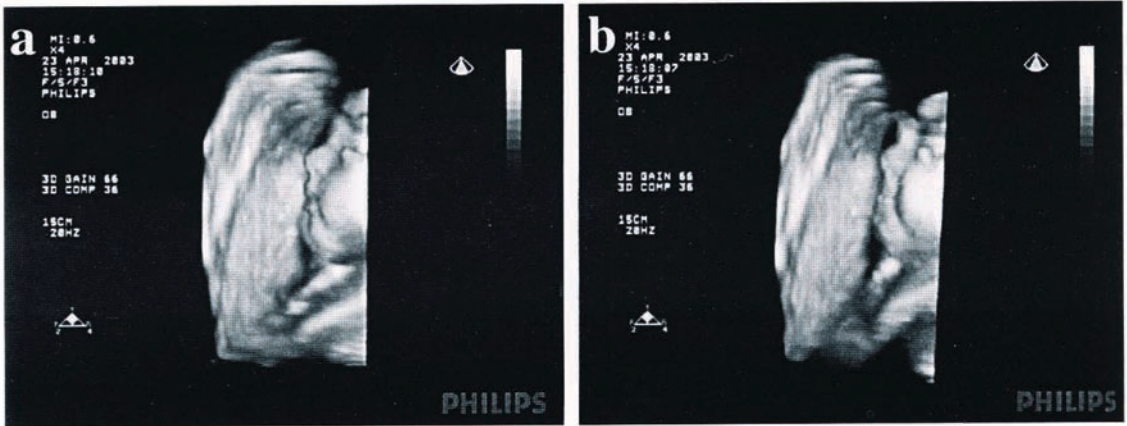 a
MI:0.6
X4
23 APR 2003
15:18:10
F/S/F3
PHILIPS
3D GAIN 66
3D COMP 36
15CM
20HZ
PHILIPS
b
MI:0.6
X4
23 APR 2003
15:18:07
F/S/F3
PHILIPS
3D GAIN 66
3D COMP 36
15CM
20HZ
PHILIPS